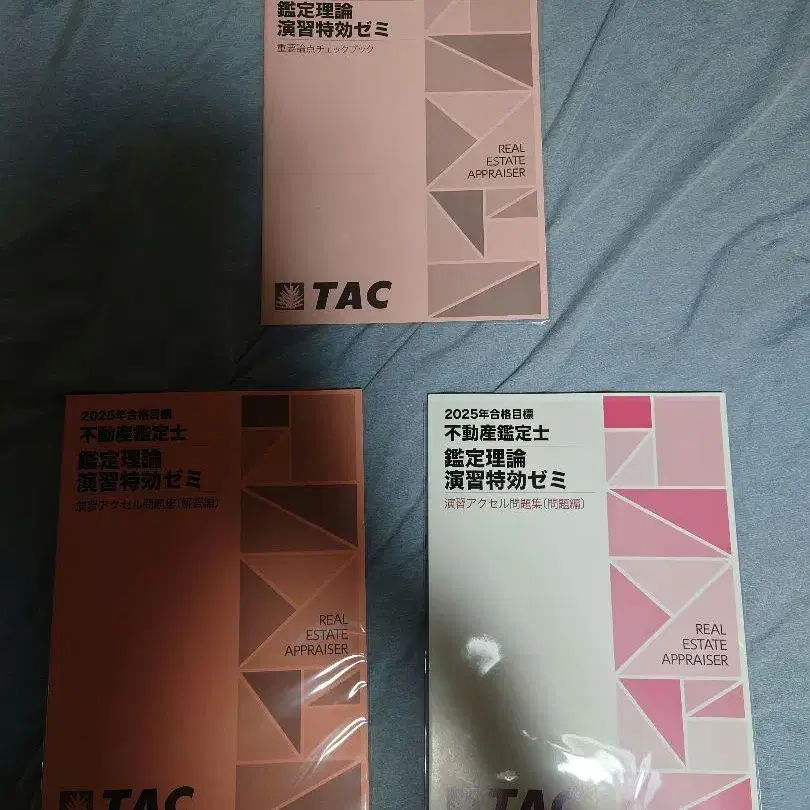 鑑定理論
演習特効ゼミ
重要論点チェックブック
REAL
ESTATE
APPRAISER
TAC
2025年合格目標
不動産鑑定士
鑑定理論
演習特効ゼミ
演習アクセル問題集(解答編)
REAL
ESTATE
APPRAISER
TAC
2025年合格目標
不動産鑑定士
鑑定理論
演習特効ゼミ
演習アクセル問題集(問題編)
REAL
ESTATE
APPRAISER
TAC